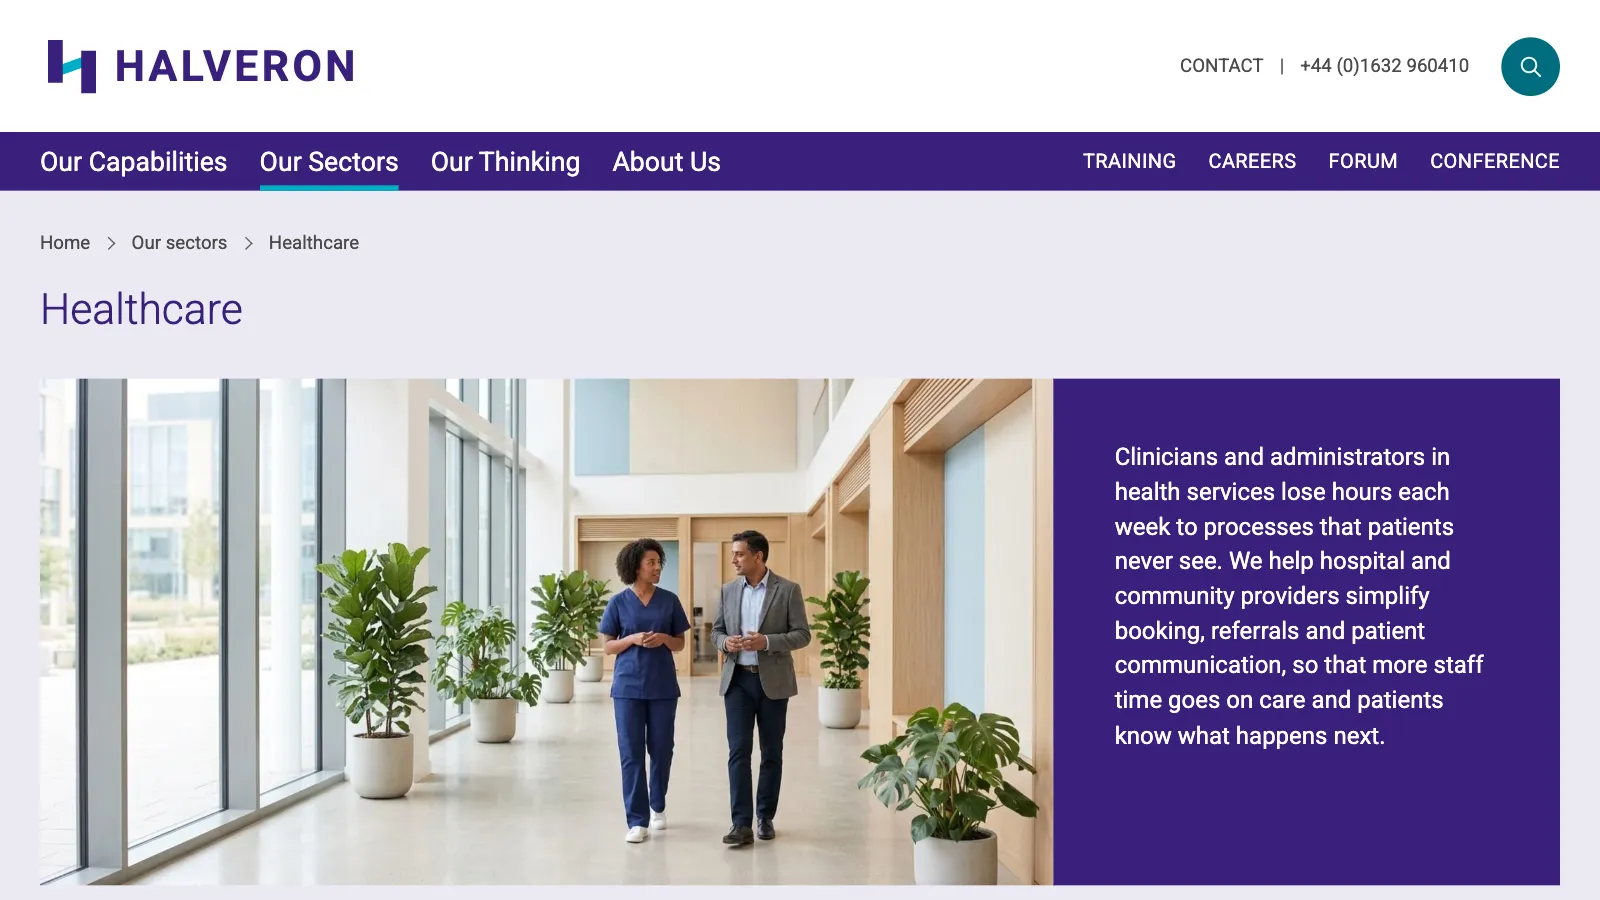 HALVERON
CONTACT | +44 (0)1632 960410
Our Capabilities Our Sectors Our Thinking About Us
TRAINING CAREERS FORUM CONFERENCE
Home > Our sectors > Healthcare
Healthcare
Clinicians and administrators in
health services lose hours each
week to processes that patients
never see. We help hospital and
community providers simplify
booking, referrals and patient
communication, so that more staff
time goes on care and patients
know what happens next.